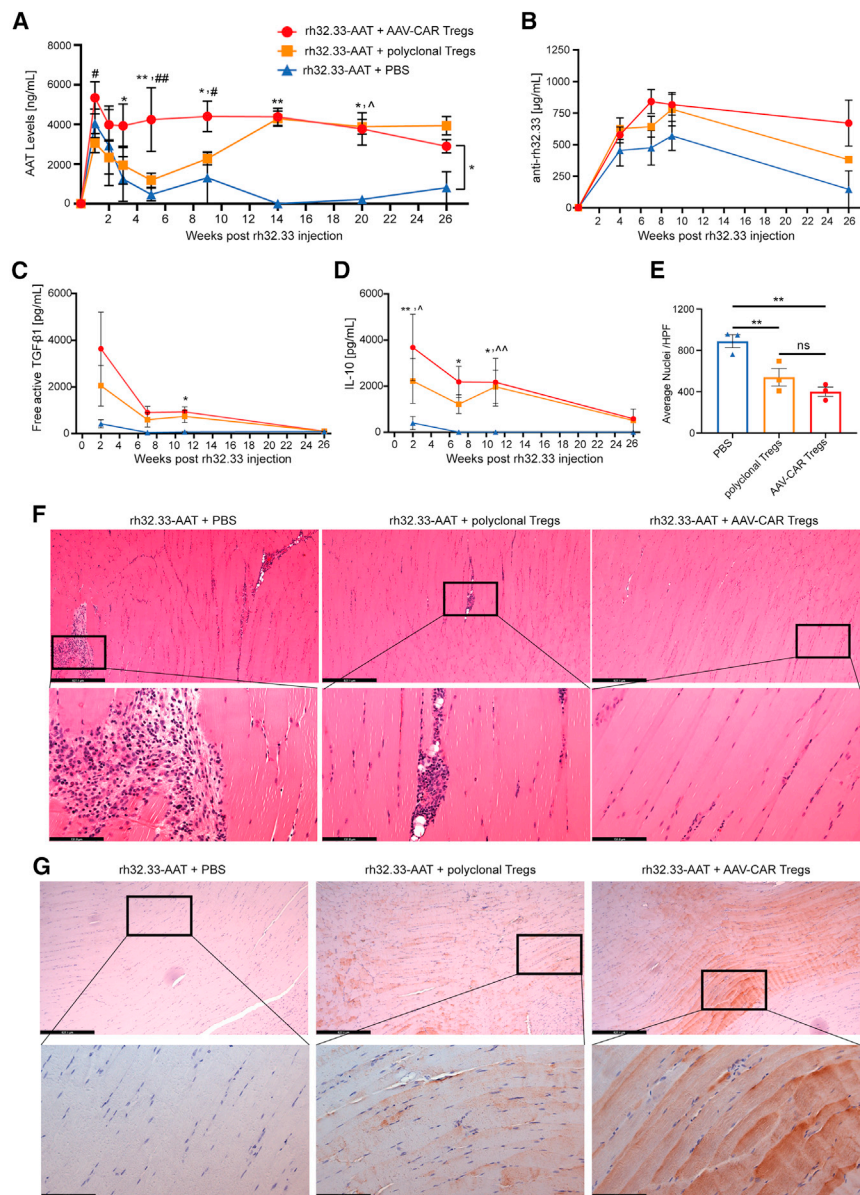 A
rh32.33-AAT + AAV-CAR Tregs
rh32.33-AAT + polyclonal Tregs
rh32.33-AAT + PBS
AAT Levels [ng/mL]
8000
6000
4000
2000
0
# * **,## *,# ** *,^
*
2 4 6 8 10 12 14 16 18 20 22 24 26
Weeks post rh32.33 injection
B
anti-rh32.33 [µg/mL]
1250
1000
750
500
250
0
2 4 6 8 10 12 14 16 18 20 22 24 26
Weeks post rh32.33 injection
C
Free active TGFβ1 [pg/mL]
6000
4000
2000
0
0 2 4 6 8 10 12 14 16 18 20 22 24 26
*
Weeks post rh32.33 injection
D
IL-10 [pg/mL]
6000
4000
2000
0
**,^ * *,^^
0 2 4 6 8 10 12 14 16 18 20 22 24 26
Weeks post rh32.33 injection
E
Average Nuclei /HPF
1200
800
400
0
**
**
ns
PBS
polyclonal Tregs
AAV-CAR Tregs
F
rh32.33-AAT + PBS
rh32.33-AAT + polyclonal Tregs
rh32.33-AAT + AAV-CAR Tregs
G
rh32.33-AAT + PBS
rh32.33-AAT + polyclonal Tregs
rh32.33-AAT + AAV-CAR Tregs